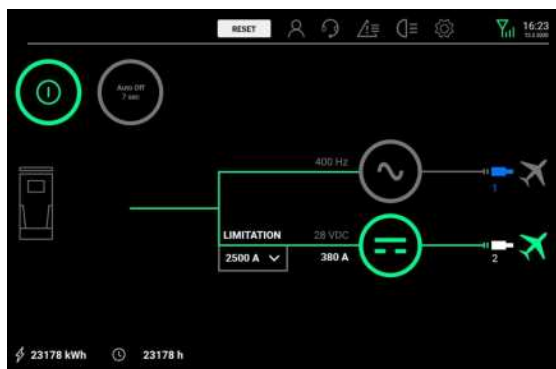 RESET
16:23
Auto Off
7 sec
400 Hz
1
LIMITATION
28 VDC
2500 A
380 A
2
23178 kWh
23178 h